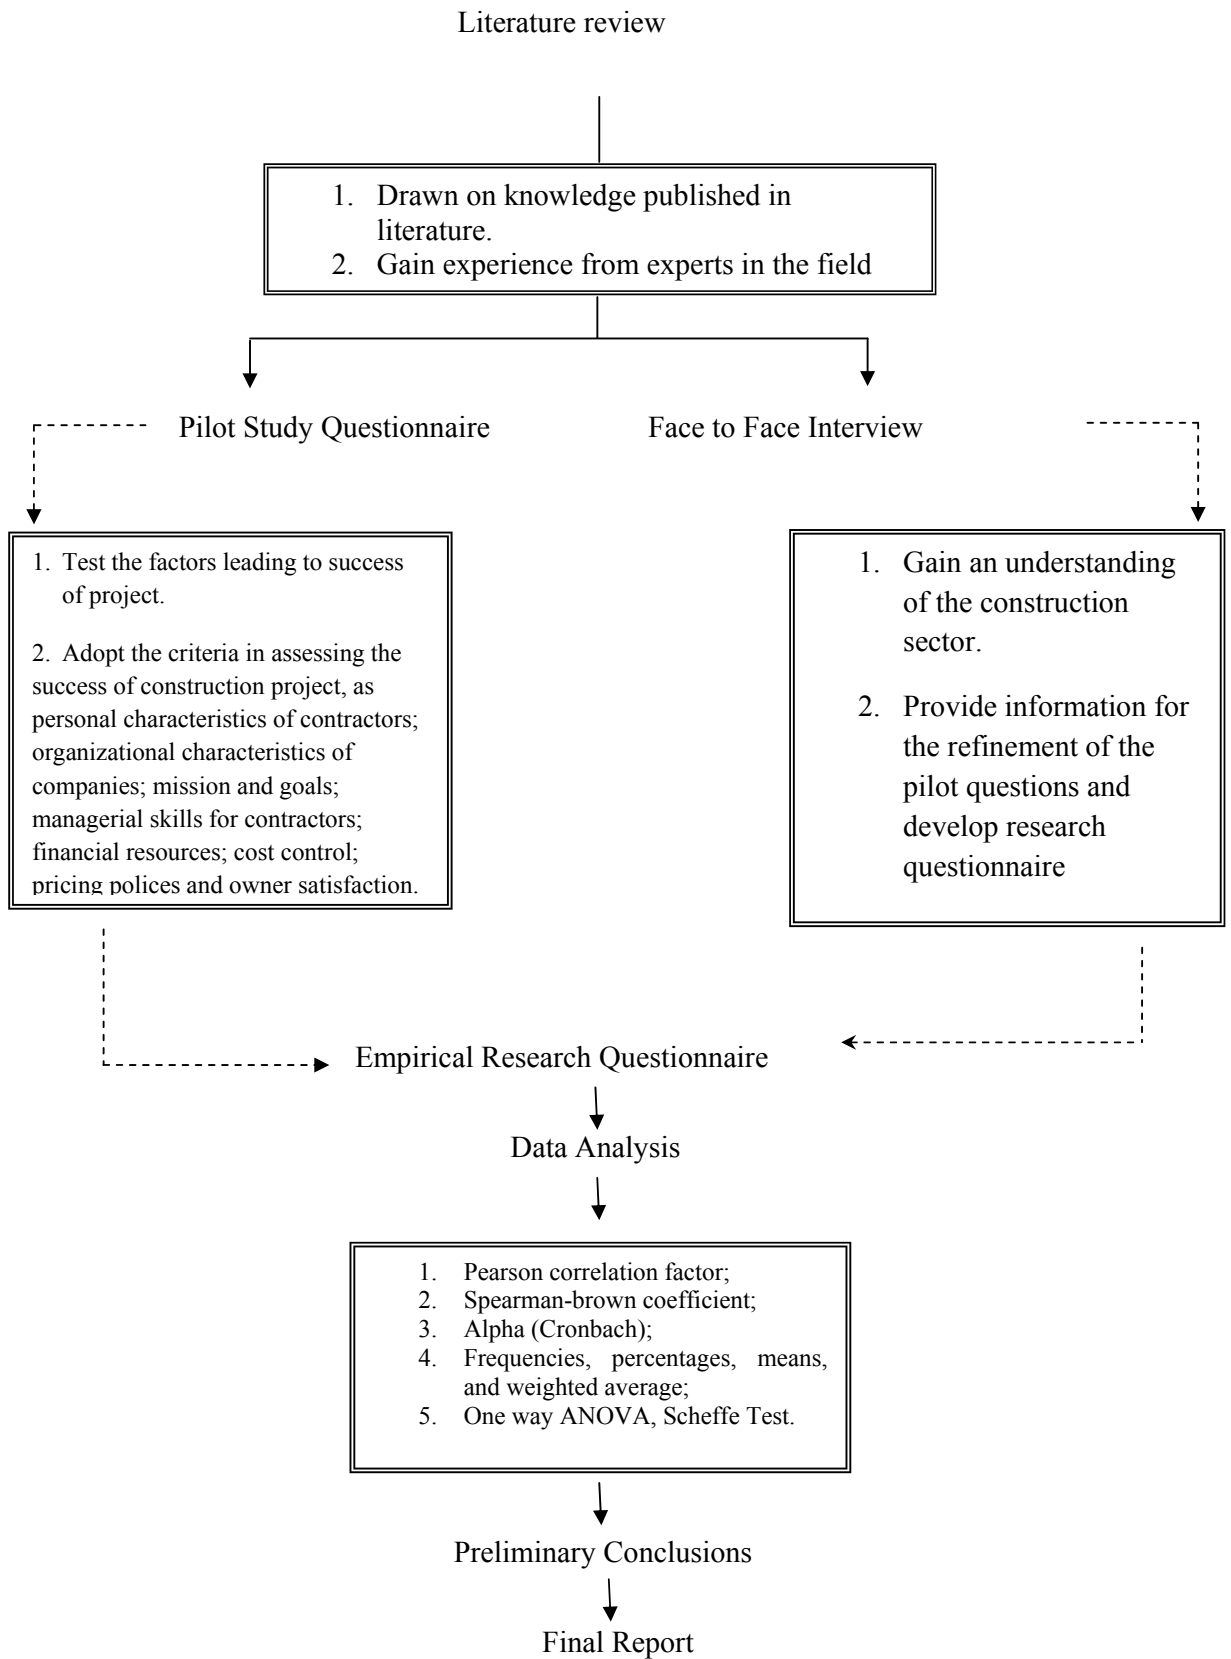 Literature review
1. Drawn on knowledge published in
literature.
2. Gain experience from experts in the field
Pilot Study Questionnaire
Face to Face Interview
1. Test the factors leading to success
of project.
2. Adopt the criteria in assessing the
success of construction project, as
personal characteristics of contractors;
organizational characteristics of
companies; mission and goals;
managerial skills for contractors;
financial resources; cost control;
pricing polices and owner satisfaction.
1. Gain an understanding
of the construction
sector.
2. Provide information for
the refinement of the
pilot questions and
develop research
questionnaire
Empirical Research Questionnaire
Data Analysis
1. Pearson correlation factor;
2. Spearman-brown coefficient;
3. Alpha (Cronbach);
4. Frequencies, percentages, means,
and weighted average;
5. One way ANOVA, Scheffe Test.
Preliminary Conclusions
Final Report